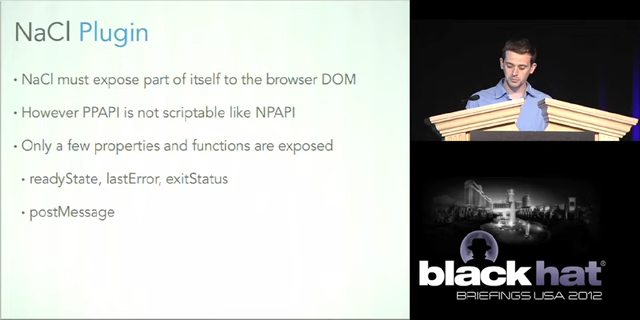 NaCl Plugin
• NaCl must expose part of itself to the browser DOM
• However PPAPI is not scriptable like NPAPI
• Only a few properties and functions are exposed
• readyState, lastError, exitStatus
• postMessage
black hat®
BRIEFINGS USA 2012